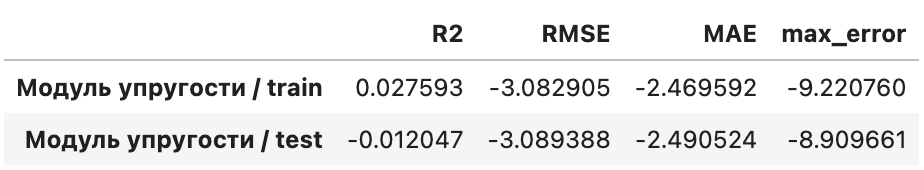 R2 RMSE MAE max_error
Модуль упругости / train 0.027593 -3.082905 -2.469592 -9.220760
Модуль упругости / test -0.012047 -3.089388 -2.490524 -8.909661